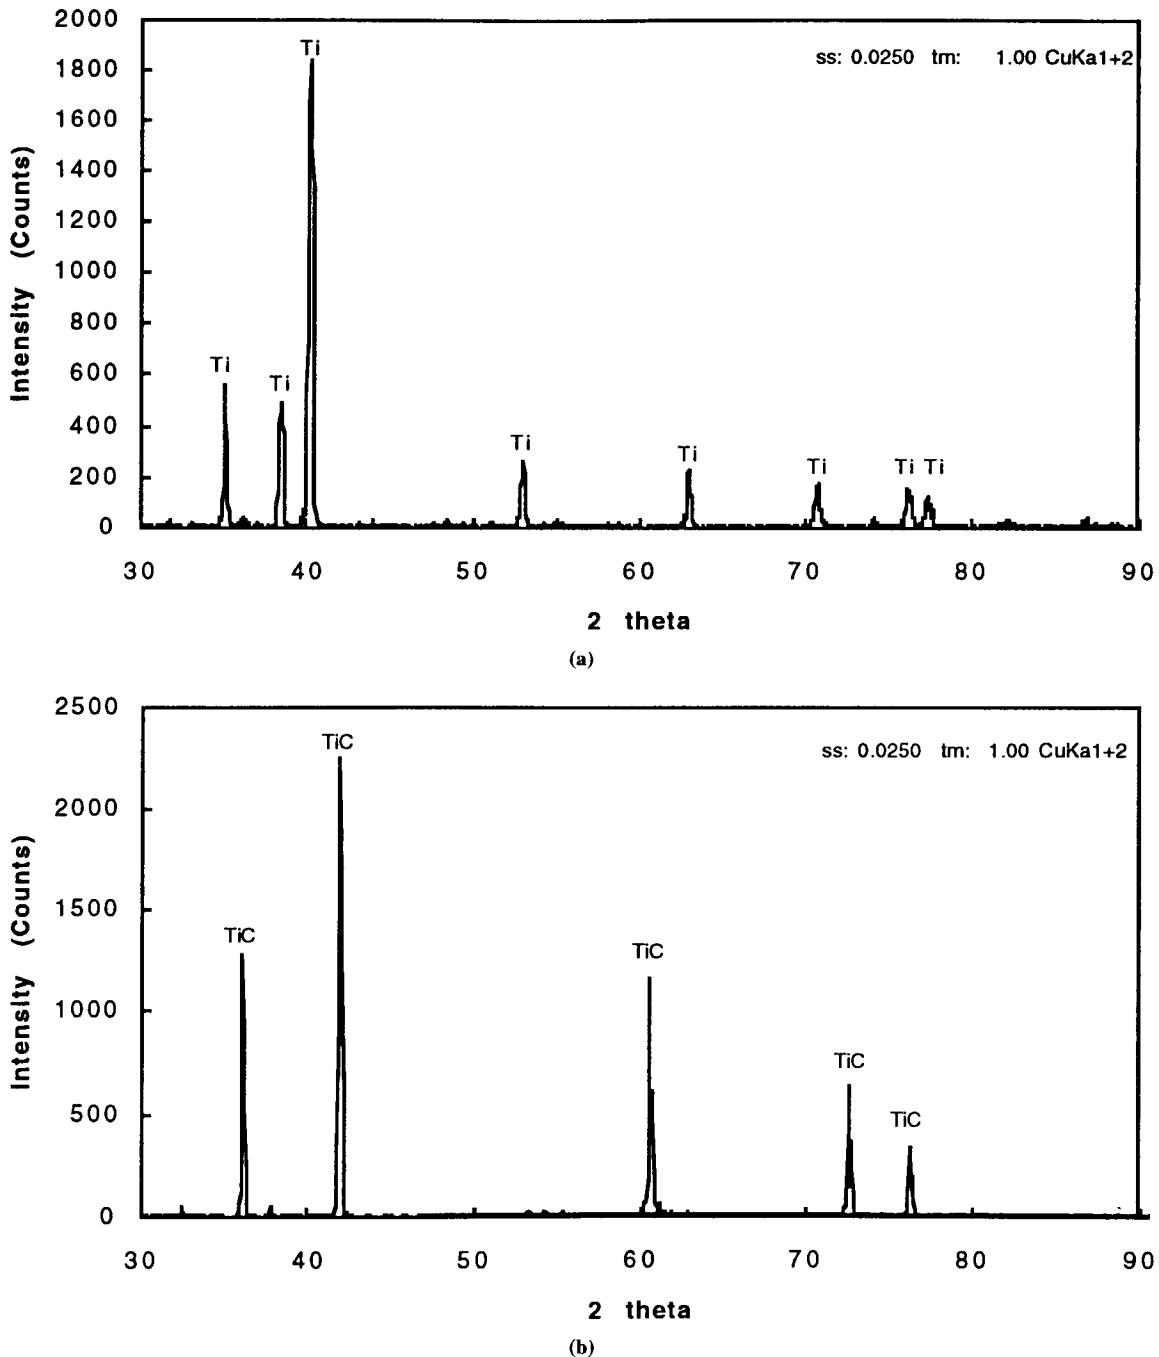 2000
Ti
ss: 0.0250 tm: 1.00 CuKa1+2
1800
1600
1400
1200
1000
800
600
400
200
0
Intensity (Counts)
Ti
Ti
Ti
Ti
Ti
Ti Ti
30 40 50 60 70 80 90
2 theta
(a)
2500
TiC
ss: 0.0250 tm: 1.00 CuKa1+2
2000
1500
1000
500
0
Intensity (Counts)
TiC
TiC
TiC
TiC
30 40 50 60 70 80 90
2 theta
(b)